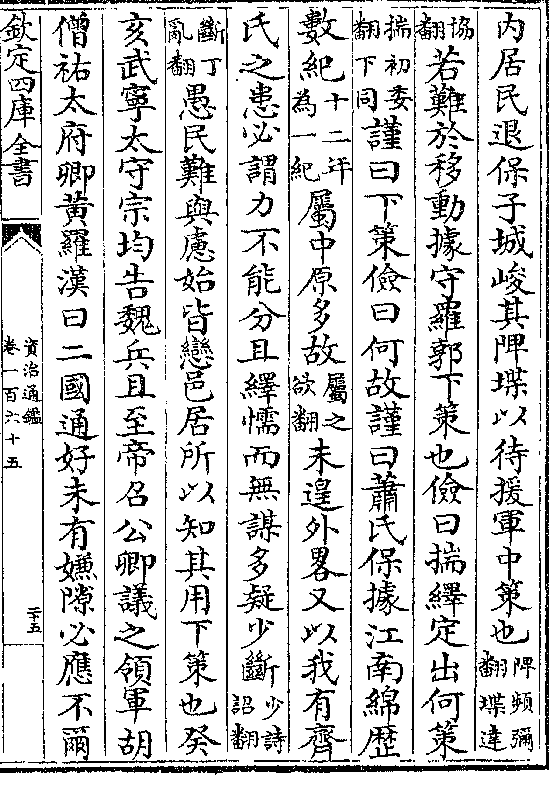 内居民退保子城峻其陴堞以待援軍中策也陴頻彌翻堞達
協翻若難於移動據守羅郭下策也儉曰揣繹定出何策
揣初委翻下同謹曰下策儉曰何故謹曰蕭氏保據江南綿歴
數紀十二年為一紀屬中原多故屬之欲翻未遑外畧又以我有齊
氏之患必謂力不能分且繹懦而無謀多疑少斷少詩詔翻
斷丁亂翻愚民難與慮始皆戀邑居所以知其用下策也癸
亥武寧太守宗均告魏兵且至帝召公卿議之領軍胡
僧祐太府卿黄羅漢曰二國通好未有嫌隙必應不爾
欽定四庫全書
資治通鑑
卷一百六十五
二十五